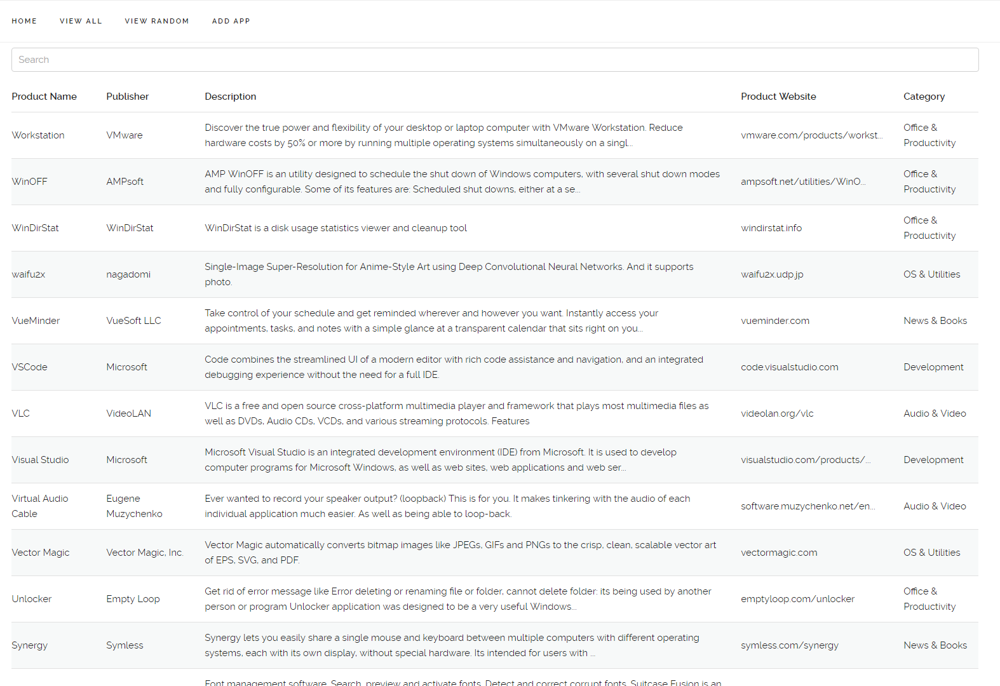 HOME VIEW ALL VIEW RANDOM ADD APP
Search
Product Name Publisher Description Product Website Category
Workstation VMware Discover the true power and flexibility of your desktop or laptop computer with VMware Workstation. Reduce vmware.com/products/workst... Office &
hardware costs by 50% or more by running multiple operating systems simultaneously on a singl... Productivity
WinOFF AMPsoft AMP WinOFF is an utility designed to schedule the shut down of Windows computers, with several shut down modes ampsoft.net/utilities/WinO... Office &
and fully configurable. Some of its features are: Scheduled shut downs, either at a se... Productivity
WinDirStat WinDirStat WinDirStat is a disk usage statistics viewer and cleanup tool windirstat.info Office &
Productivity
waifu2x nagadomi Single-Image Super-Resolution for Anime-Style Art using Deep Convolutional Neural Networks. And it supports waifu2x.udp.jp OS & Utilities
photo.
VueMinder VueSoft LLC Take control of your schedule and get reminded wherever and however you want. Instantly access your vueminder.com News & Books
appointments, tasks, and notes with a simple glance at a transparent calendar that sits right on you...
VSCode Microsoft Code combines the streamlined UI of a modern editor with rich code assistance and navigation, and an integrated code.visualstudio.com Development
debugging experience without the need for a full IDE.
VLC VideoLAN VLC is a free and open source cross-platform multimedia player and framework that plays most multimedia files as videolan.org/vlc Audio & Video
well as DVDs, Audio CDs, VCDs, and various streaming protocols. Features
Visual Studio Microsoft Microsoft Visual Studio is an integrated development environment (IDE) from Microsoft. It is used to develop visualstudio.com/products/... Development
computer programs for Microsoft Windows, as well as web sites, web applications and web ser...
Virtual Audio Eugene Ever wanted to record your speaker output? (loopback) This is for you. It makes tinkering with the audio of each software.muzychenko.net/en... Audio & Video
Cable Muzychenko individual application much easier. As well as being able to loop-back.
Vector Magic Vector Magic, Inc. Vector Magic automatically converts bitmap images like JPEGs, GIFs and PNGs to the crisp, clean, scalable vector art vectormagic.com OS & Utilities
of EPS, SVG, and PDF.
Unlocker Empty Loop Get rid of error message like Error deleting or renaming file or folder, cannot delete folder: its being used by another emptyloop.com/unlocker Office &
person or program Unlocker application was designed to be a very useful Windows... Productivity
Synergy Symless Synergy lets you easily share a single mouse and keyboard between multiple computers with different operating symless.com/synergy News & Books
systems, each with its own display, without special hardware. Its intended for users with ...
Font management software. Search, preview and activate fonts. Detect and correct corrupt fonts. Suitcase Fusion is an